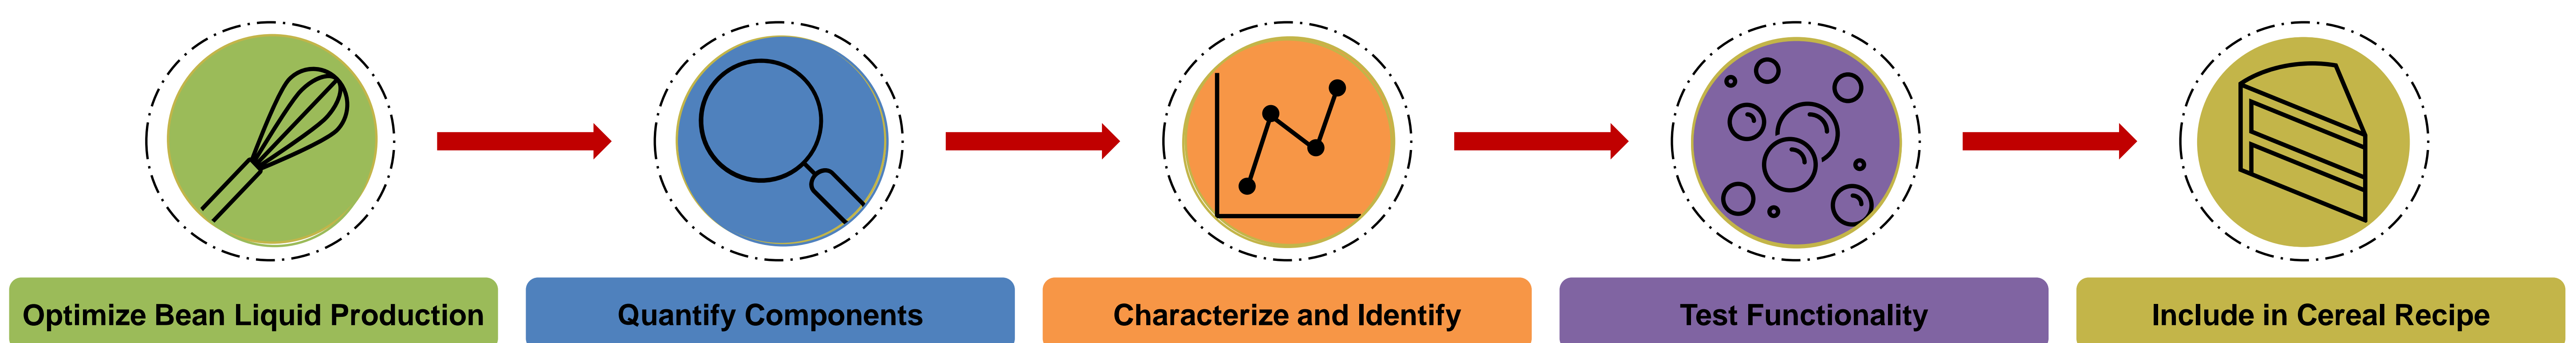 Optimize Bean Liquid Production
Quantify Components
Characterize and Identify
Test Functionality
Include in Cereal Recipe